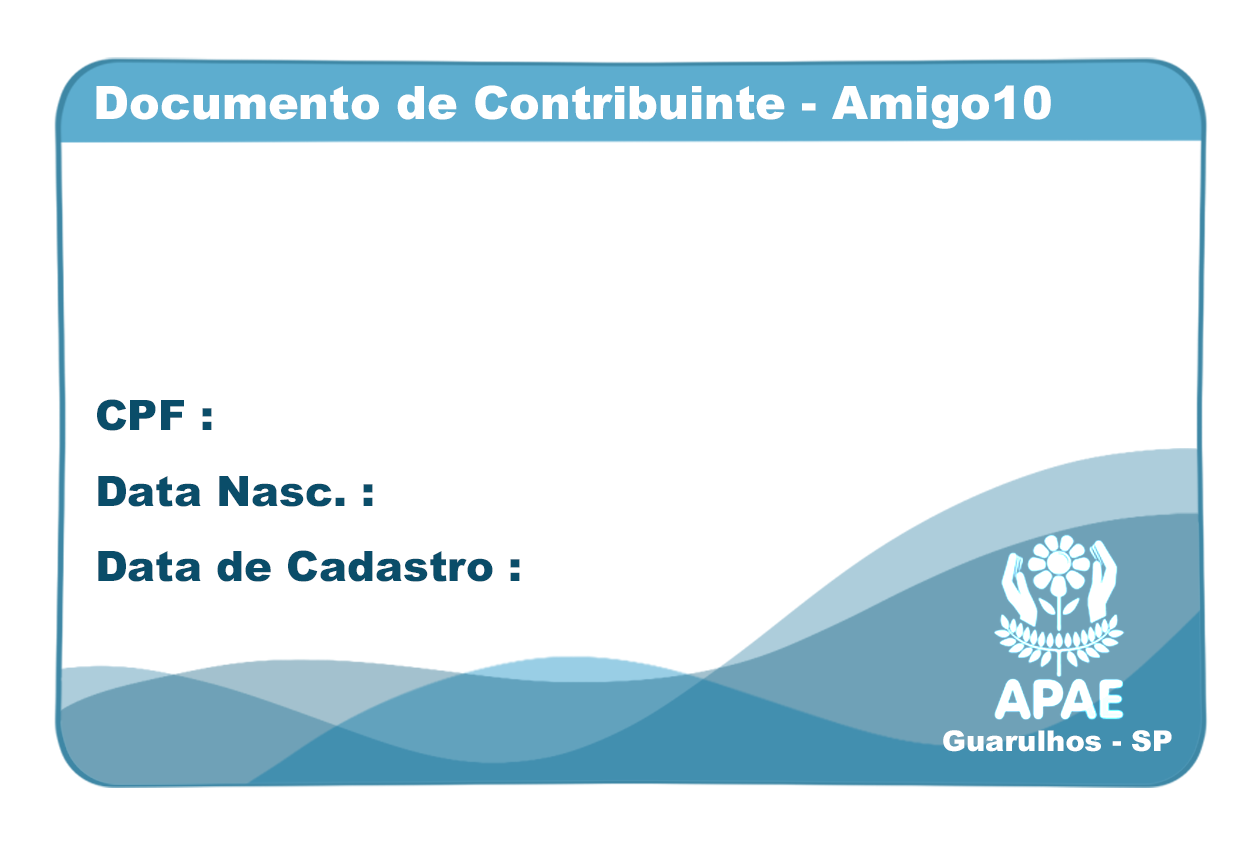 Documento de Contribuinte - Amigo10
CPF :
Data Nasc. :
Data de Cadastro :
APAE
Guarulhos - SP